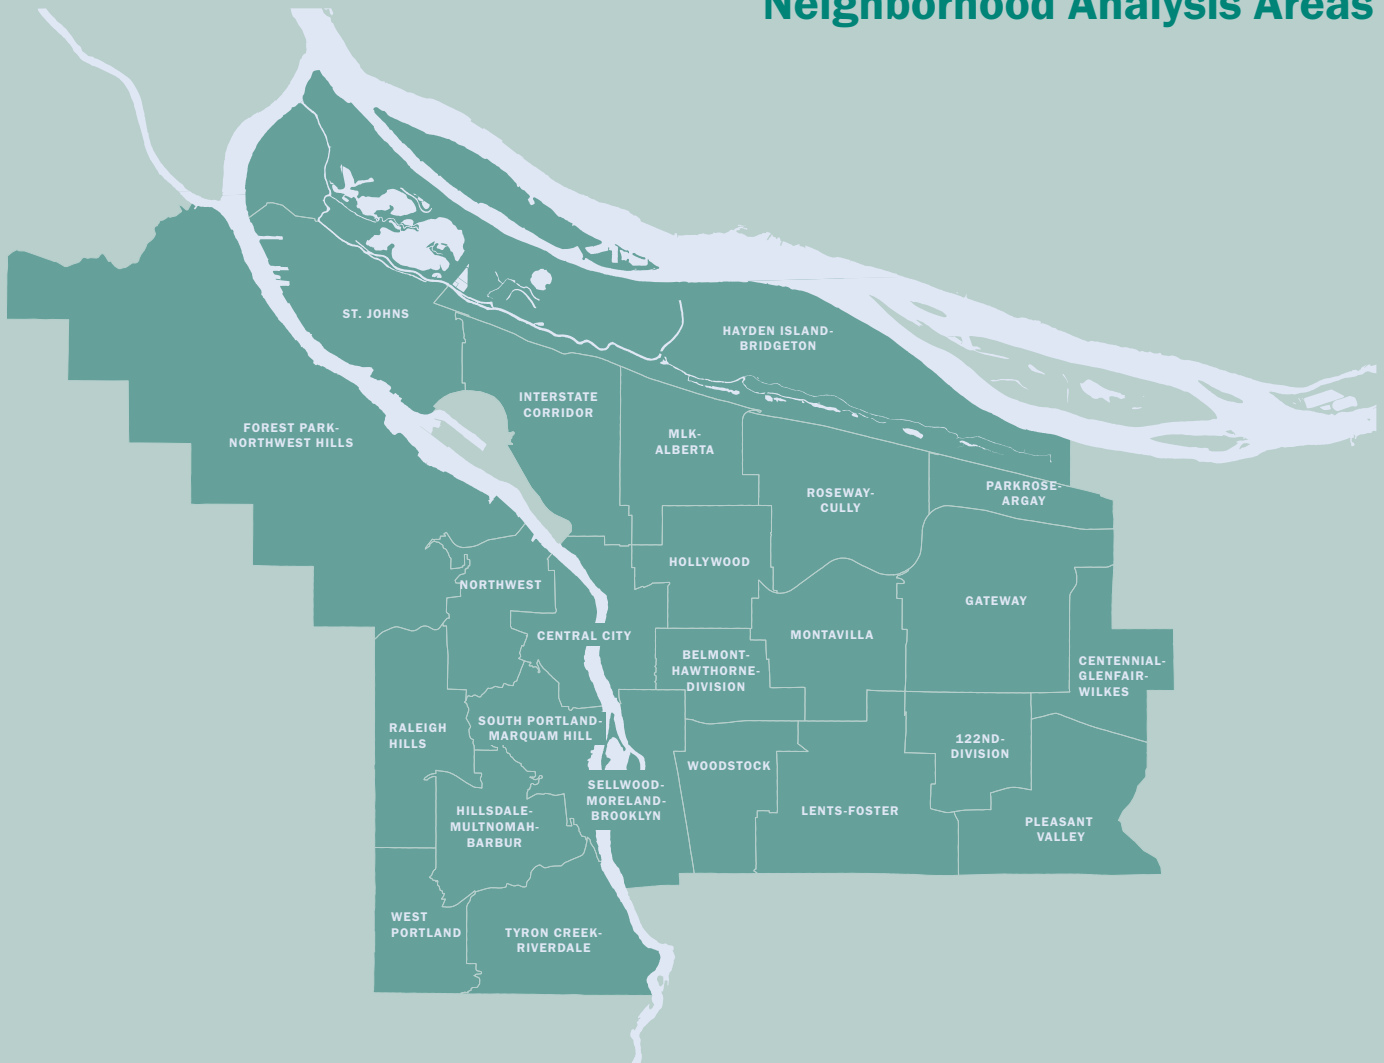 Neighborhood Analysis Areas
ST. JOHNS
HAYDEN ISLAND-
BRIDGETON
INTERSTATE
CORRIDOR
FOREST PARK-
NORTHWEST HILLS
MLK-
ALBERTA
ROSEWAY-
CULLY
PARKROSE-
ARGAY
HOLLYWOOD
NORTHWEST
GATEWAY
CENTRAL CITY
MONTAVILLA
BELMONT-
HAWTHORNE-
DIVISION
CENTENNIAL-
GLENFAIR-
WILKES
RALEIGH
HILLS
SOUTH PORTLAND-
MARQUAM HILL
122ND-
DIVISION
WOODSTOCK
SELLWOOD-
MORELAND-
BROOKLYN
HILLSDALE-
MULTNOMAH-
BARBUR
LENTS-FOSTER
PLEASANT
VALLEY
WEST
PORTLAND
TYRON CREEK-
RIVERDALE